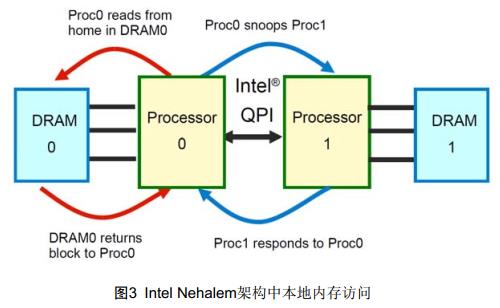 Proc0 reads from
home in DRAM0
Proc0 snoops Proc1
Intel®
QPI
DRAM
0
Processor
0
Processor
1
DRAM
1
DRAM0 returns
block to Proc0
Proc1 responds to Proc0
图3 Intel Nehalem架构中本地内存访问